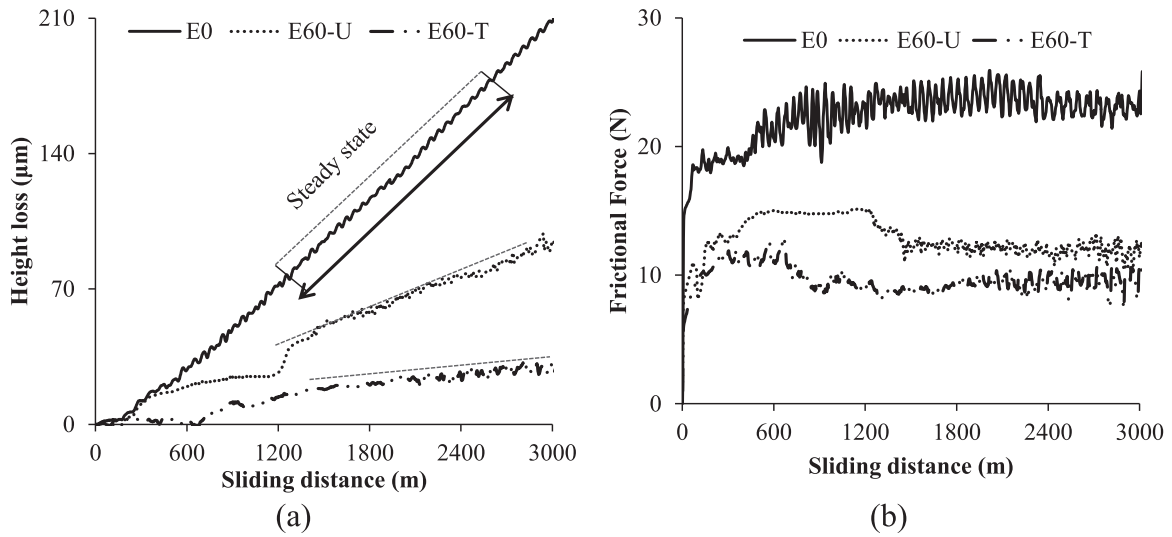 E0 E60-U E60-T
210
140
70
0
Height loss (µm)
Steady state
0 600 1200 1800 2400 3000
Sliding distance (m)
(a)
E0 E60-U E60-T
30
20
10
0
Frictional Force (N)
0 600 1200 1800 2400 3000
Sliding distance (m)
(b)